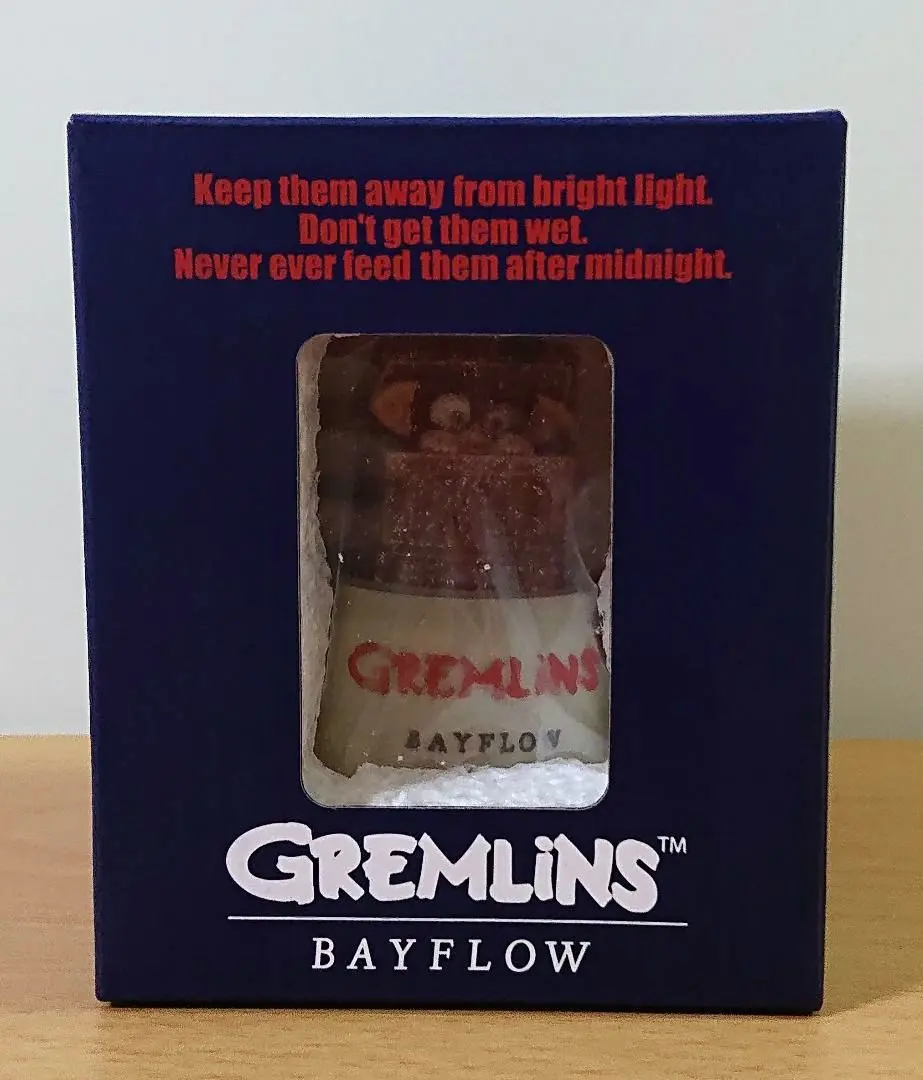 Keep them away from bright light.
Don't get them wet.
Never ever feed them after midnight.
GREMLiNS
BAYFLOW
GREMLiNS™
BAYFLOW